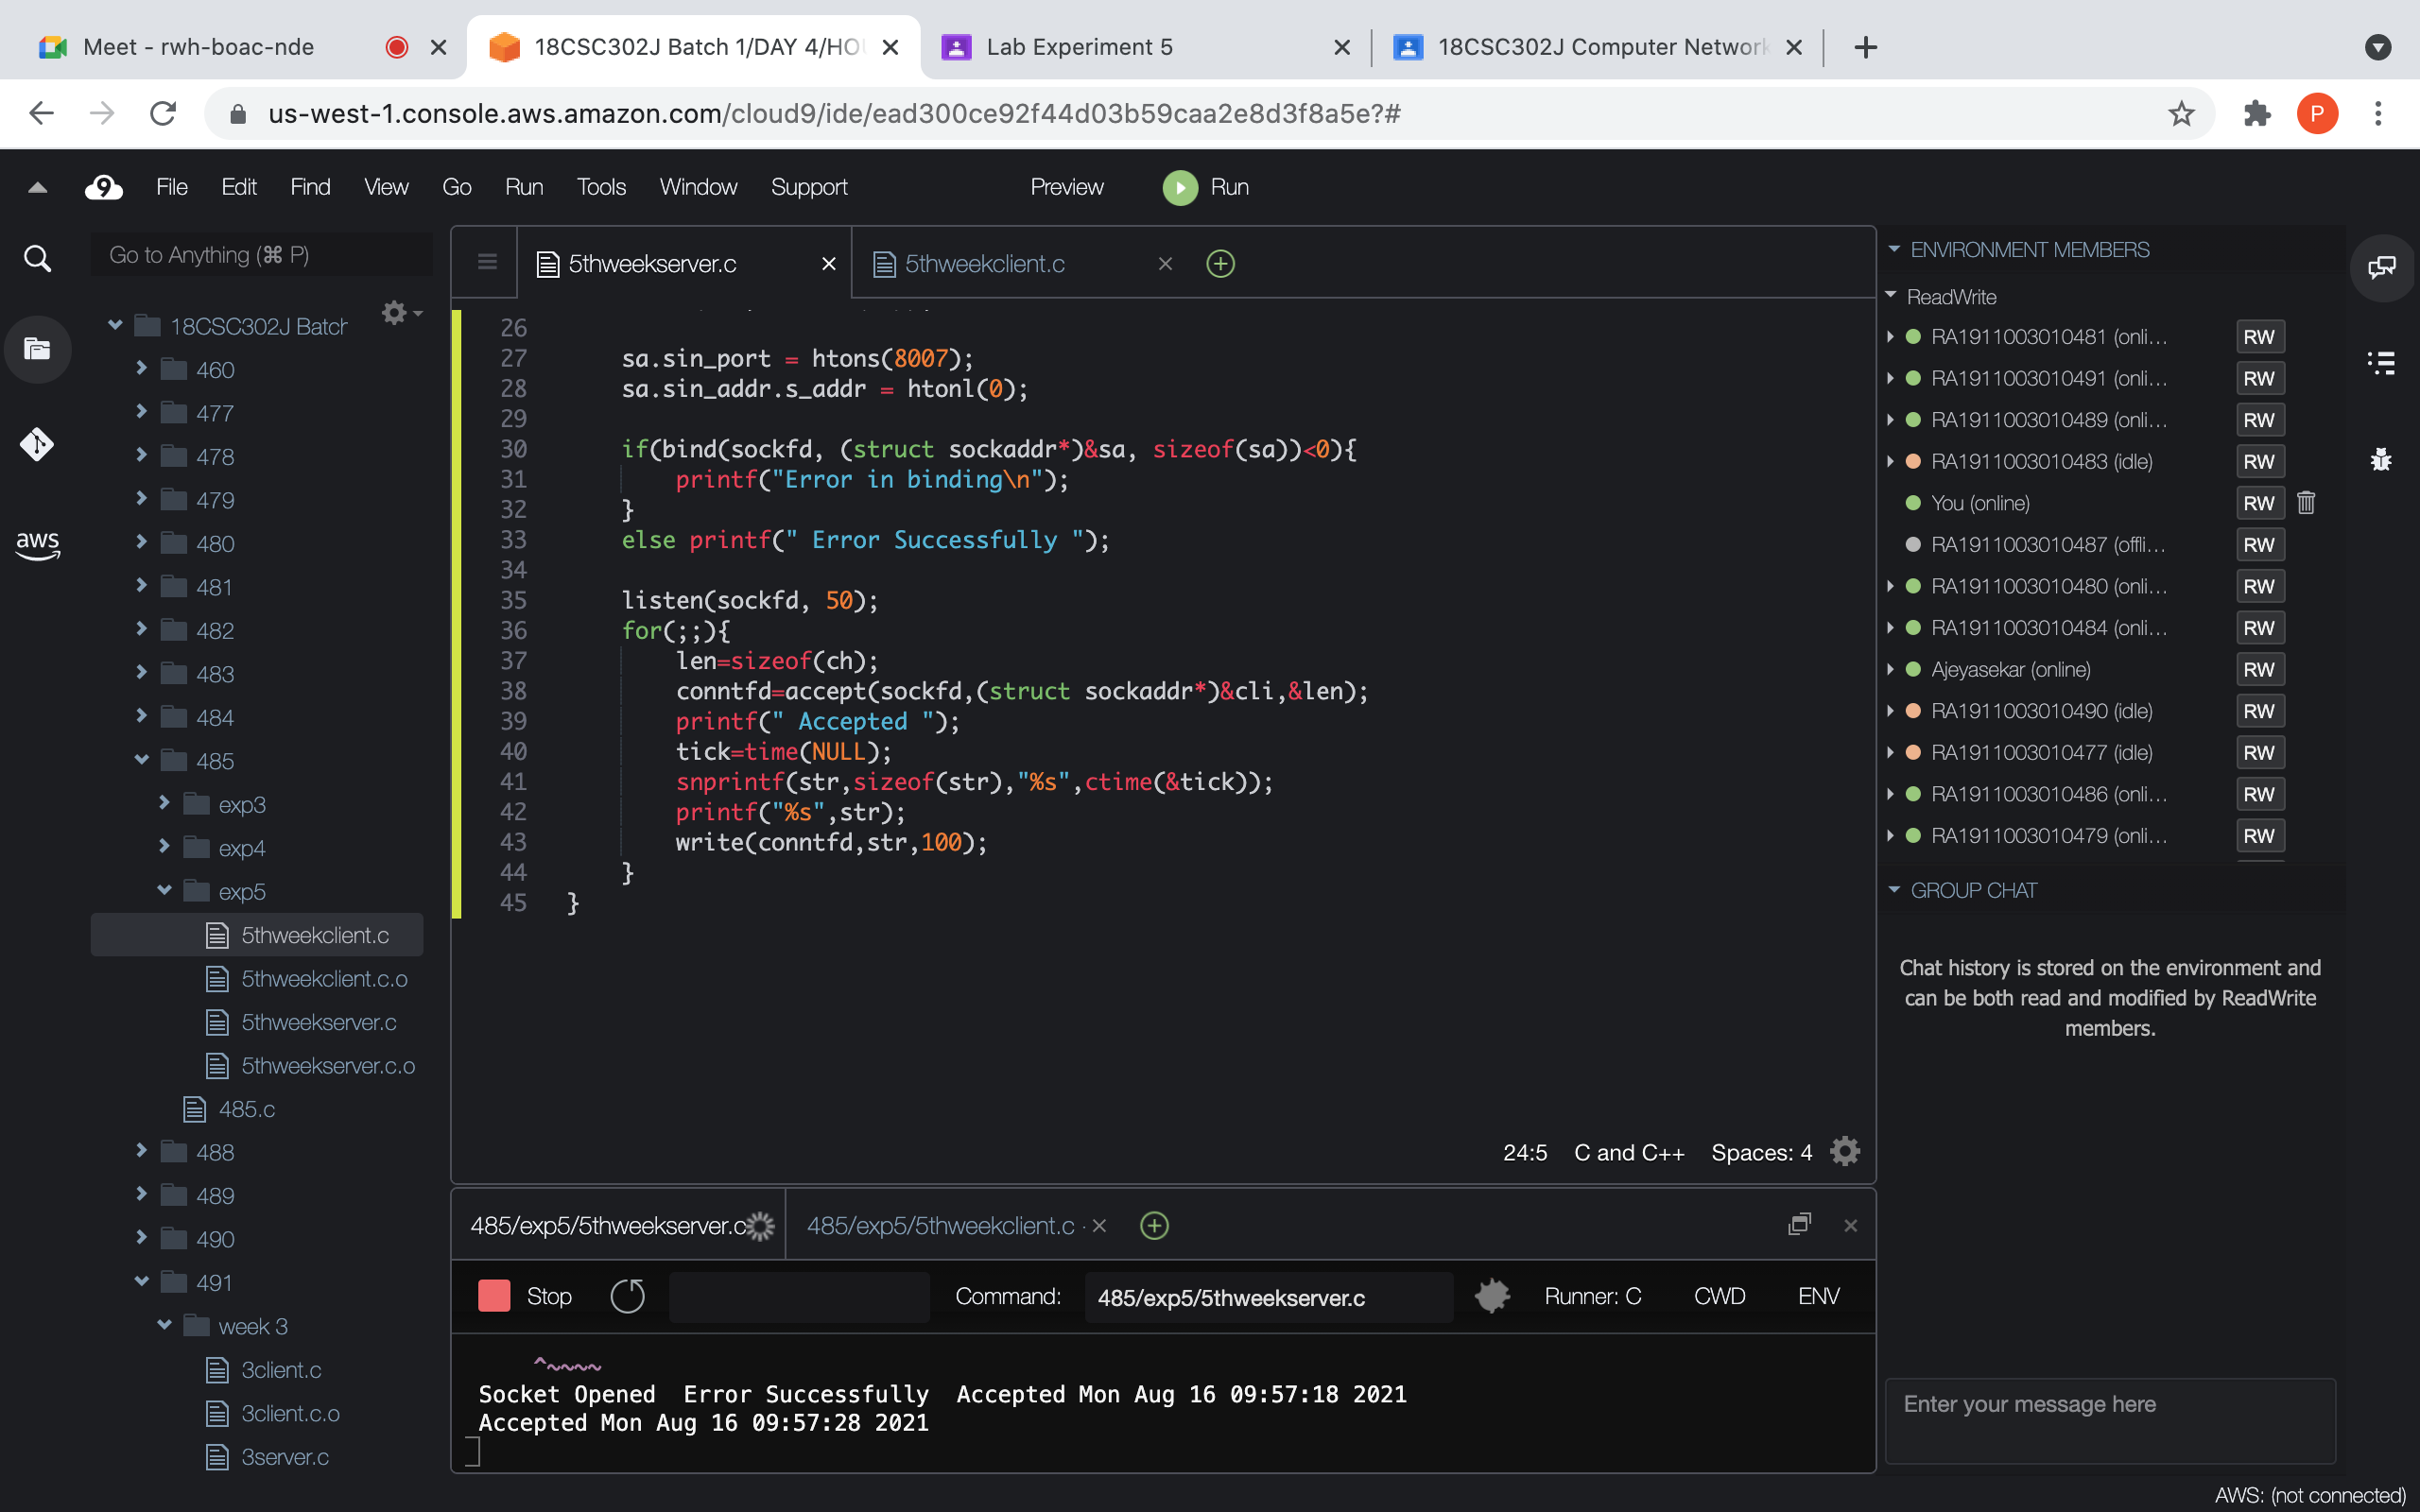 Meet - rwh-boac-nde
18CSC302J Batch 1/DAY 4/HO
Lab Experiment 5
18CSC302J Computer Network
us-west-1.console.aws.amazon.com/cloud9/ide/ead300ce92f44d03b59caa2e8d3f8a5e?#
P
9 File Edit Find View Go Run Tools Window Support Preview Run
Go to Anything (⌘ P)
18CSC302J Batch
460
477
478
479
480
481
482
483
484
485
exp3
exp4
exp5
5thweekclient.c
5thweekclient.c.o
5thweekserver.c
5thweekserver.c.o
485.c
488
489
490
491
week 3
3client.c
3client.c.o
3server.c
aws
5thweekserver.c
5thweekclient.c
26
27 sa.sin_port = htons(8007);
28 sa.sin_addr.s_addr = htonl(0);
29
30 if(bind(sockfd, (struct sockaddr*)&sa, sizeof(sa))<0){
31 printf("Error in binding\n");
32 }
33 else printf(" Error Successfully ");
34
35 listen(sockfd, 50);
36 for(;;){
37 len=sizeof(ch);
38 conntfd=accept(sockfd,(struct sockaddr*)&cli,&len);
39 printf(" Accepted ");
40 tick=time(NULL);
41 snprintf(str,sizeof(str),"%s",ctime(&tick));
42 printf("%s",str);
43 write(conntfd,str,100);
44 }
45 }
24:5 C and C++ Spaces: 4
485/exp5/5thweekserver.c
485/exp5/5thweekclient.c
Stop Command: 485/exp5/5thweekserver.c Runner: C CWD ENV
^~~~~
Socket Opened  Error Successfully  Accepted Mon Aug 16 09:57:18 2021
Accepted Mon Aug 16 09:57:28 2021
ENVIRONMENT MEMBERS
ReadWrite
RA1911003010481 (onli... RW
RA1911003010491 (onli... RW
RA1911003010489 (onli... RW
RA1911003010483 (idle) RW
You (online) RW
RA1911003010487 (offli... RW
RA1911003010480 (onli... RW
RA1911003010484 (onli... RW
Ajeyasekar (online) RW
RA1911003010490 (idle) RW
RA1911003010477 (idle) RW
RA1911003010486 (onli... RW
RA1911003010479 (onli... RW
GROUP CHAT
Chat history is stored on the environment and
can be both read and modified by ReadWrite
members.
Enter your message here
AWS: (not connected)